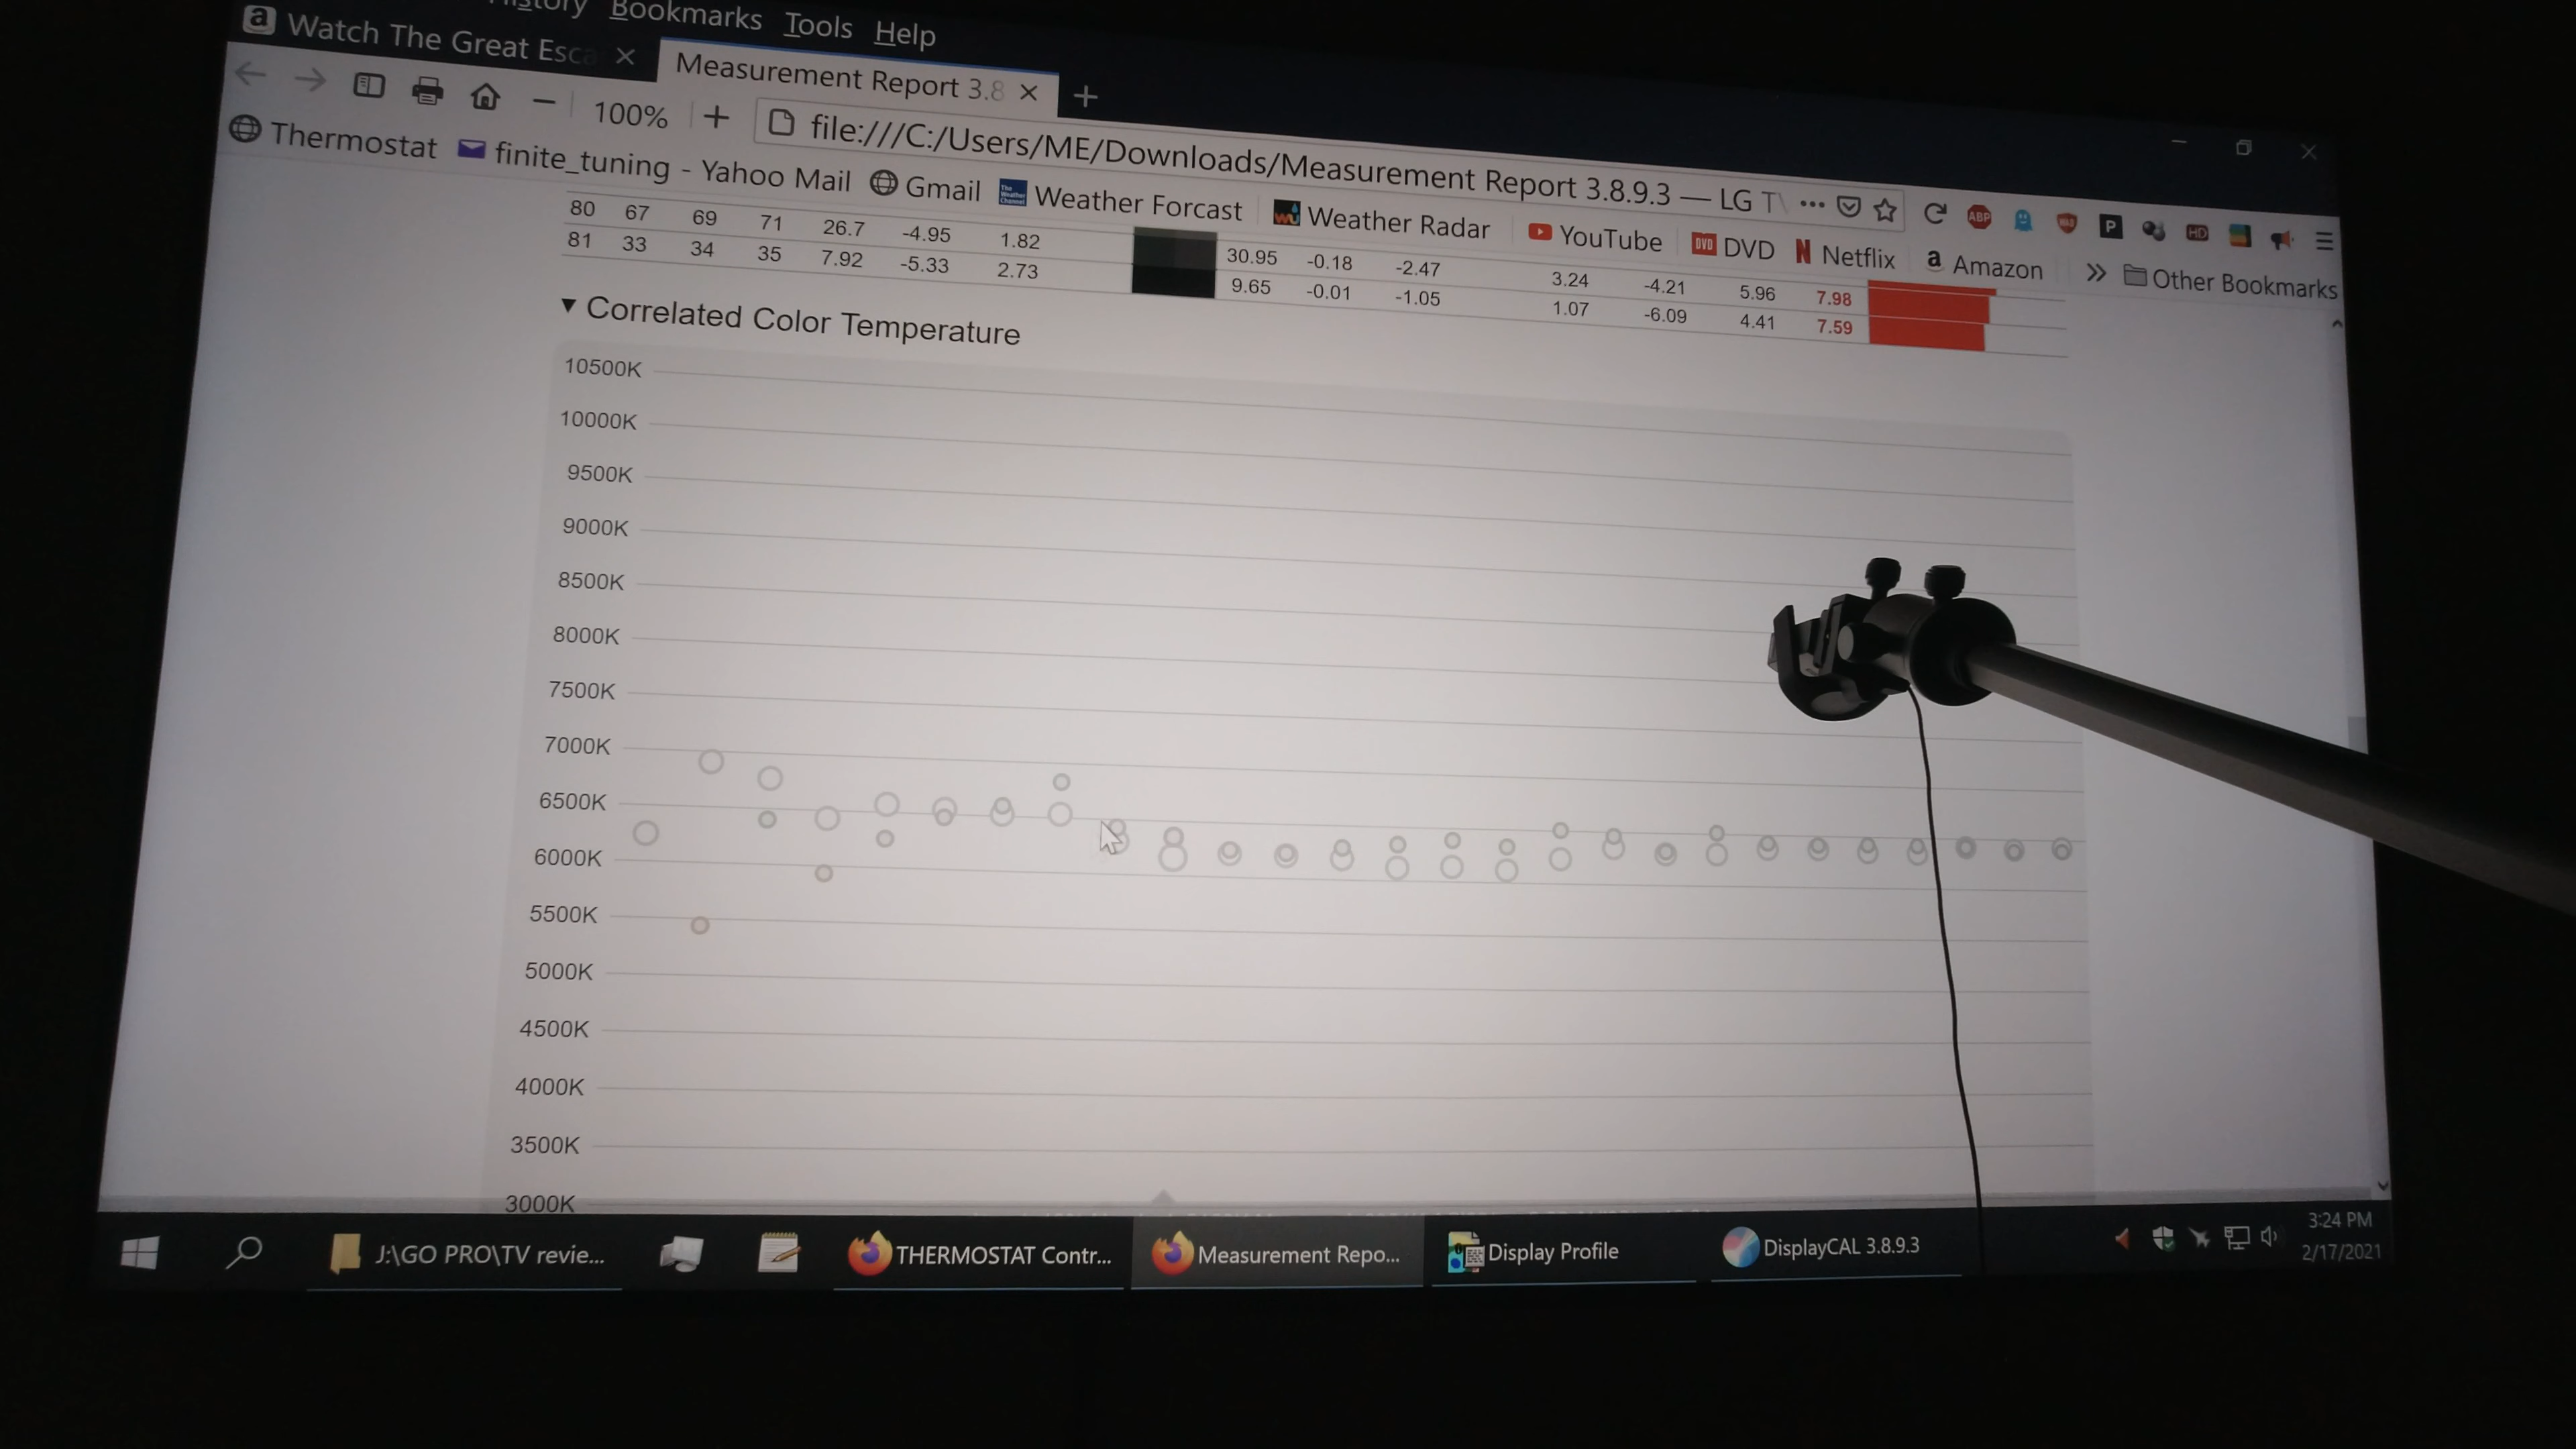 History Bookmarks Tools Help
Watch The Great Esca
Measurement Report 3.8
100% file:///C:/Users/ME/Downloads/Measurement Report 3.8.9.3 — LG TV
Thermostat finite_tuning - Yahoo Mail Gmail Weather Forcast Weather Radar YouTube DVD Netflix Amazon Other Bookmarks
80 67 69 71 26.7 -4.95 1.82 30.95 -0.18 -2.47 3.24 -4.21 5.96 7.98
81 33 34 35 7.92 -5.33 2.73 9.65 -0.01 -1.05 1.07 -6.09 4.41 7.59
Correlated Color Temperature
10500K
10000K
9500K
9000K
8500K
8000K
7500K
7000K
6500K
6000K
5500K
5000K
4500K
4000K
3500K
3000K
J:\GO PRO\TV revie... THERMOSTAT Contr... Measurement Repo... Display Profile DisplayCAL 3.8.9.3
3:24 PM
2/17/2021